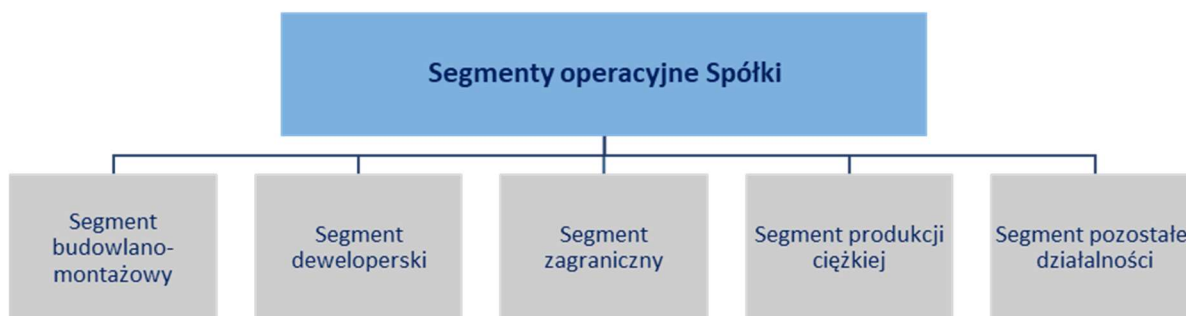 Segmenty operacyjne Spółki
Segment
budowlano-
montażowy
Segment
deweloperski
Segment
zagraniczny
Segment produkcji
ciężkiej
Segment pozostałe
działalności